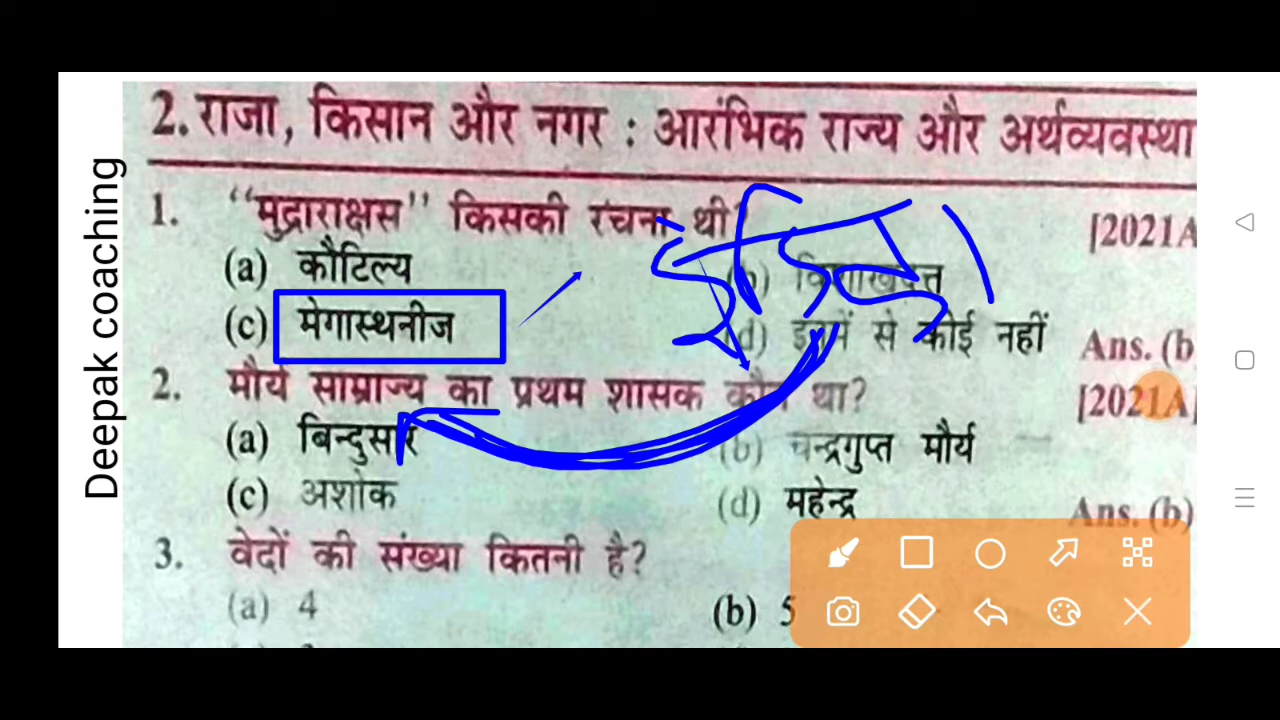 Deepak coaching
2. राजा, किसान और नगर : आरंभिक राज्य और अर्थव्यवस्था
1. “मुद्राराक्षस” किसकी रचना थी? [2021A
(a) कौटिल्य (b) विशाखदत्त
(c) मेगास्थनीज (d) इनमें से कोई नहीं Ans. (b
2. मौर्य साम्राज्य का प्रथम शासक कौन था? [2021A]
(a) बिन्दुसार (b) चन्द्रगुप्त मौर्य
(c) अशोक (d) महेन्द्र Ans. (b)
3. वेदों की संख्या कितनी है?
(a) 4 (b) 5